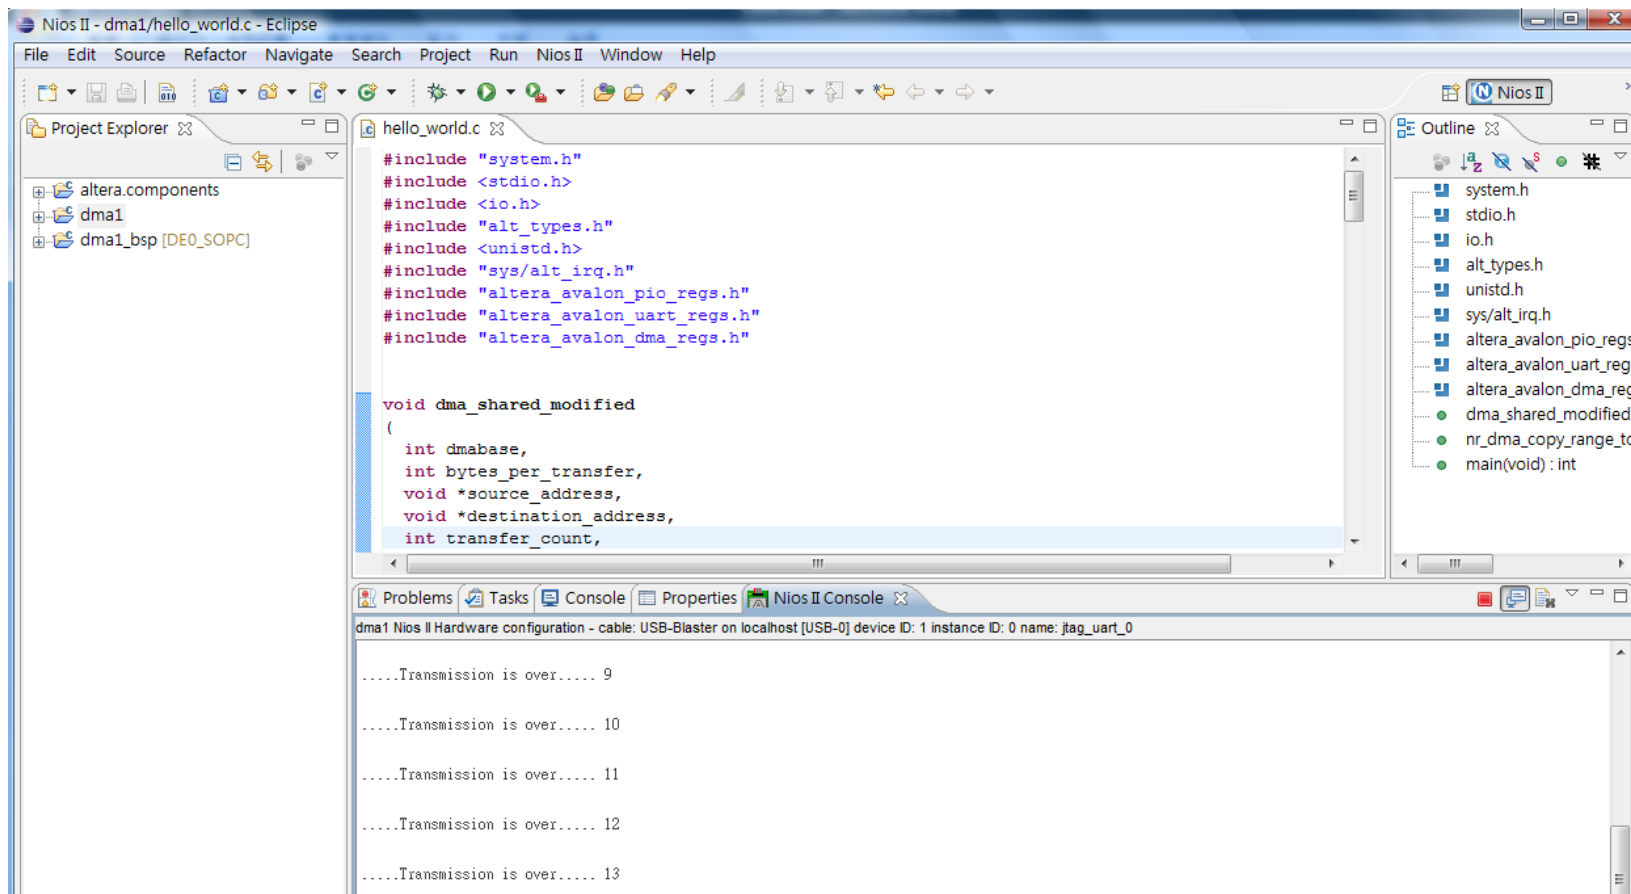 Nios II - dma1/hello_world.c - Eclipse
File Edit Source Refactor Navigate Search Project Run Nios II Window Help
Nios II
Project Explorer
altera.components
dma1
dma1_bsp [DE0_SOPC]
hello_world.c
#include "system.h"
#include <stdio.h>
#include <io.h>
#include "alt_types.h"
#include <unistd.h>
#include "sys/alt_irq.h"
#include "altera_avalon_pio_regs.h"
#include "altera_avalon_uart_regs.h"
#include "altera_avalon_dma_regs.h"
void dma_shared_modified
(
int dmabase,
int bytes_per_transfer,
void *source_address,
void *destination_address,
int transfer_count,
Outline
system.h
stdio.h
io.h
alt_types.h
unistd.h
sys/alt_irq.h
altera_avalon_pio_regs
altera_avalon_uart_reg
altera_avalon_dma_reg
dma_shared_modified
nr_dma_copy_range_to
main(void) : int
Problems Tasks Console Properties Nios II Console
dma1 Nios II Hardware configuration - cable: USB-Blaster on localhost [USB-0] device ID: 1 instance ID: 0 name: jtag_uart_0
.....Transmission is over..... 9
.....Transmission is over..... 10
.....Transmission is over..... 11
.....Transmission is over..... 12
.....Transmission is over..... 13